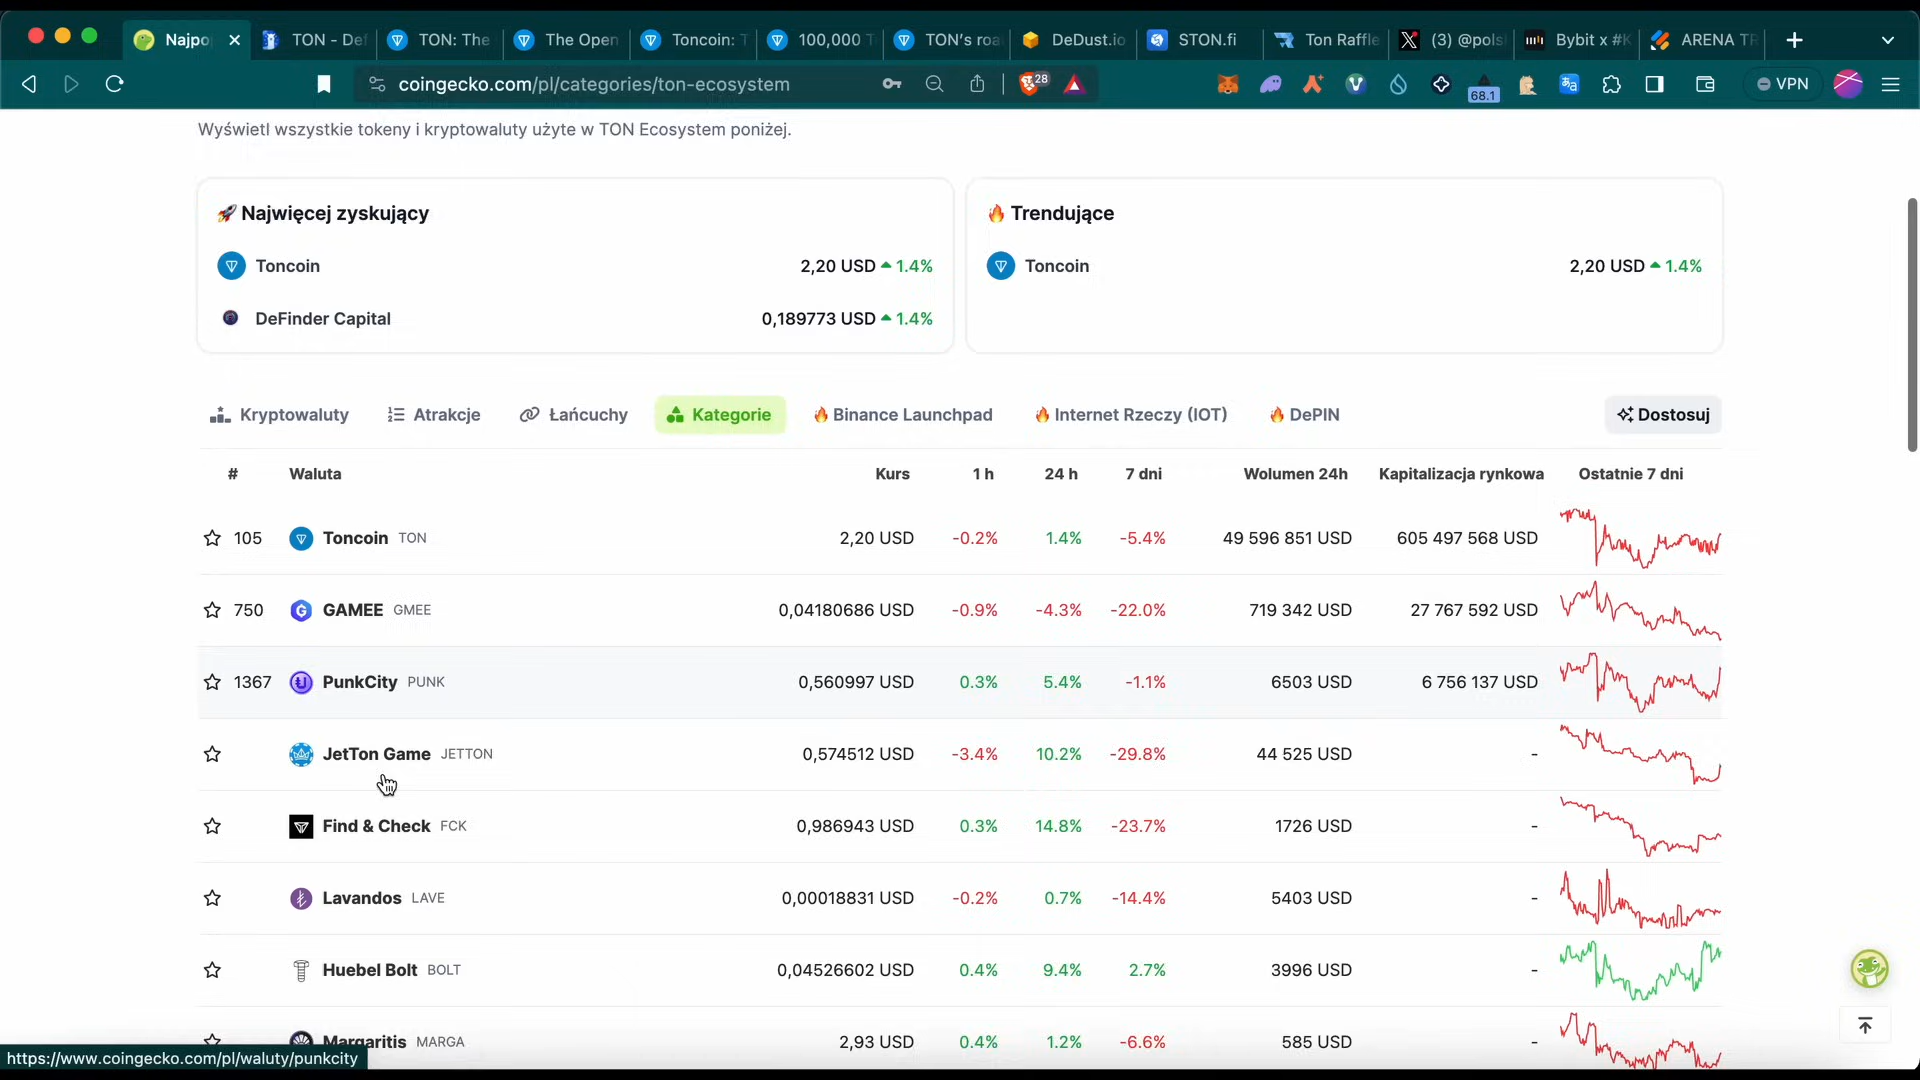 Najpo
TON - De
TON: The
The Open
Toncoin: T
100,000 T
TON's roa
DeDust.io
STON.fi
Ton Raffle
(3) @pols
Bybit x #K
ARENA TR
coingecko.com/pl/categories/ton-ecosystem
28
68.1
VPN
Wyświetl wszystkie tokeny i kryptowaluty użyte w TON Ecosystem poniżej.
🚀 Najwięcej zyskujący
Toncoin 2,20 USD 1.4%
DeFinder Capital 0,189773 USD 1.4%
🔥 Trendujące
Toncoin 2,20 USD 1.4%
Kryptowaluty Atrakcje Łańcuchy Kategorie 🔥 Binance Launchpad 🔥 Internet Rzeczy (IOT) 🔥 DePIN Dostosuj
# Waluta Kurs 1 h 24 h 7 dni Wolumen 24h Kapitalizacja rynkowa Ostatnie 7 dni
105 Toncoin TON 2,20 USD -0.2% 1.4% -5.4% 49 596 851 USD 605 497 568 USD
750 GAMEE GMEE 0,04180686 USD -0.9% -4.3% -22.0% 719 342 USD 27 767 592 USD
1367 PunkCity PUNK 0,560997 USD 0.3% 5.4% -1.1% 6503 USD 6 756 137 USD
JetTon Game JETTON 0,574512 USD -3.4% 10.2% -29.8% 44 525 USD -
Find & Check FCK 0,986943 USD 0.3% 14.8% -23.7% 1726 USD -
Lavandos LAVE 0,00018831 USD -0.2% 0.7% -14.4% 5403 USD -
Huebel Bolt BOLT 0,04526602 USD 0.4% 9.4% 2.7% 3996 USD -
Margaritis MARGA 2,93 USD 0.4% 1.2% -6.6% 585 USD -
https://www.coingecko.com/pl/waluty/punkcity